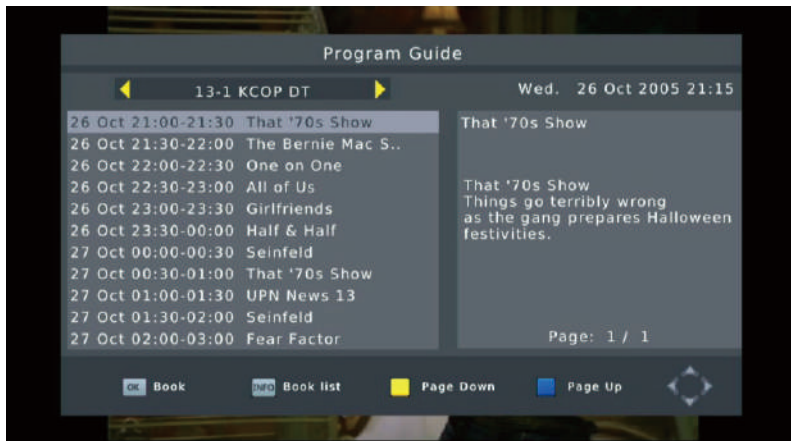 Program Guide
13-1 KCOP DT
Wed. 26 Oct 2005 21:15
26 Oct 21:00-21:30 That '70s Show
26 Oct 21:30-22:00 The Bernie Mac S..
26 Oct 22:00-22:30 One on One
26 Oct 22:30-23:00 All of Us
26 Oct 23:00-23:30 Girlfriends
26 Oct 23:30-00:00 Half & Half
27 Oct 00:00-00:30 Seinfeld
27 Oct 00:30-01:00 That '70s Show
27 Oct 01:00-01:30 UPN News 13
27 Oct 01:30-02:00 Seinfeld
27 Oct 02:00-03:00 Fear Factor
That '70s Show
That '70s Show
Things go terribly wrong
as the gang prepares Halloween
festivities.
Page: 1 / 1
OK Book INFO Book list Page Down Page Up